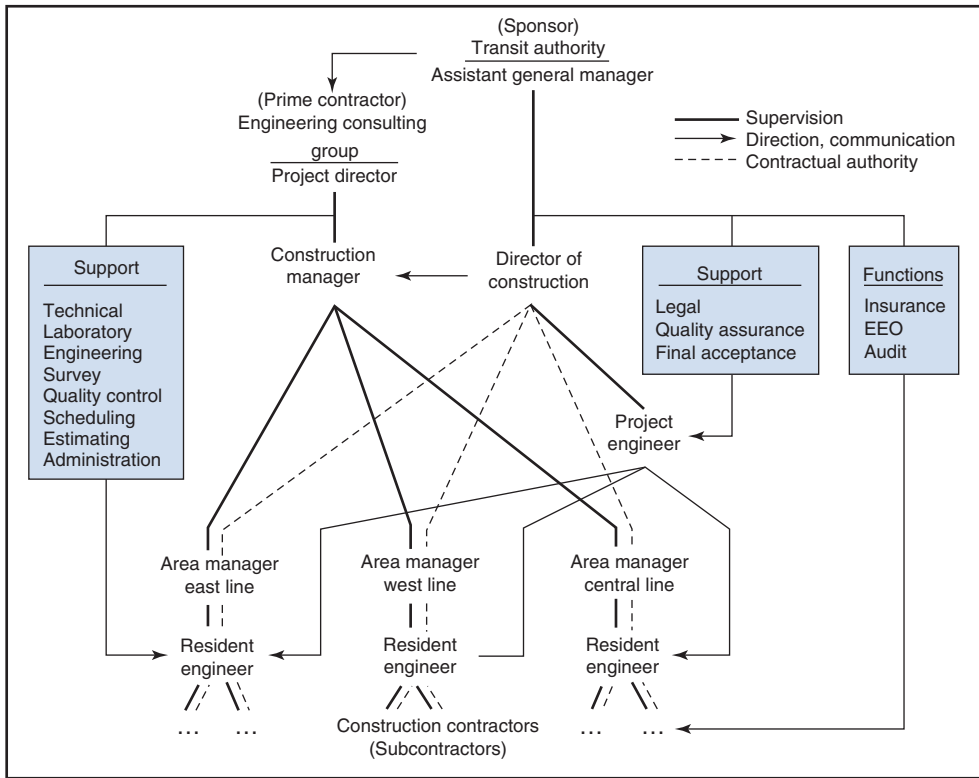 (Sponsor)
Transit authority
Assistant general manager
(Prime contractor)
Engineering consulting
group
Project director
Supervision
Direction, communication
Contractual authority
Support
Technical
Laboratory
Engineering
Survey
Quality control
Scheduling
Estimating
Administration
Construction
manager
Director of
construction
Support
Legal
Quality assurance
Final acceptance
Functions
Insurance
EEO
Audit
Project
engineer
Area manager
east line
Area manager
west line
Area manager
central line
Resident
engineer
Resident
engineer
Resident
engineer
... ...
Construction contractors
(Subcontractors)
... ...